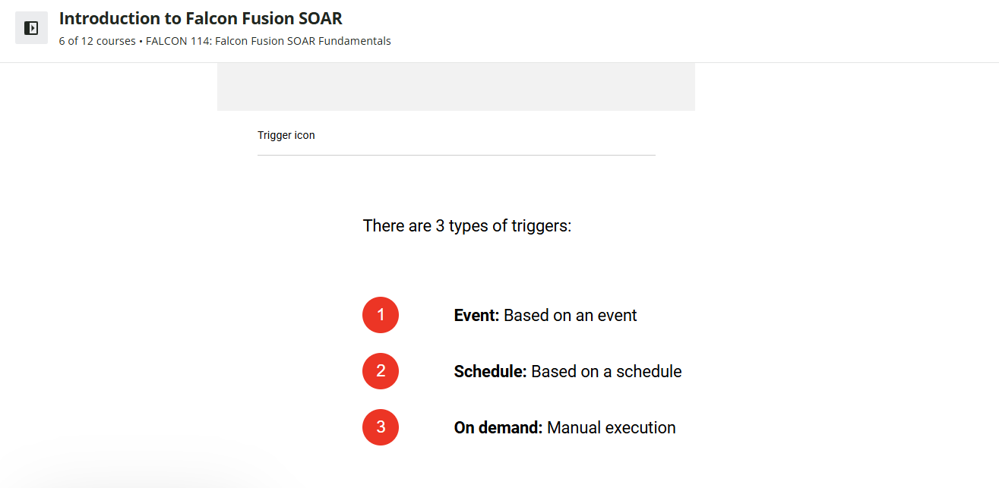 Introduction to Falcon Fusion SOAR
6 of 12 courses • FALCON 114: Falcon Fusion SOAR Fundamentals
Trigger icon
There are 3 types of triggers:
1 Event: Based on an event
2 Schedule: Based on a schedule
3 On demand: Manual execution